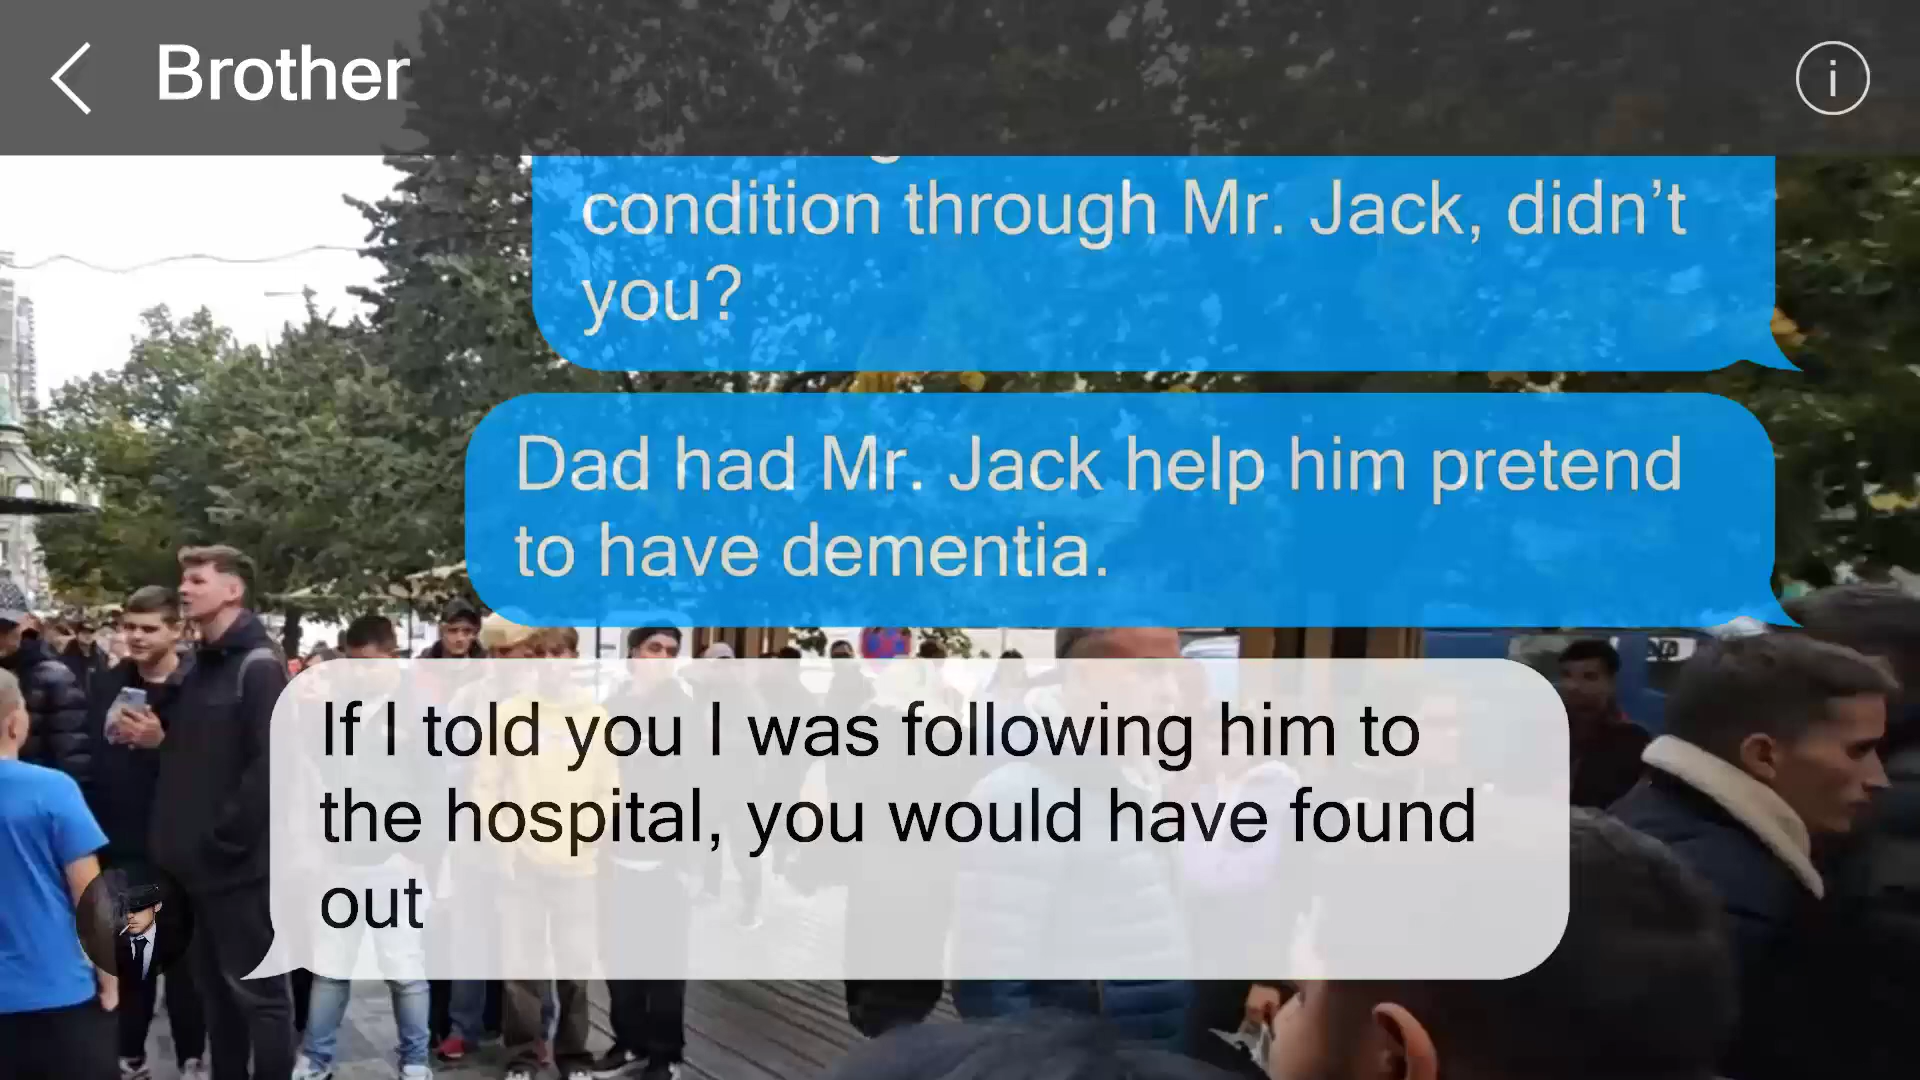 Brother
condition through Mr. Jack, didn't
you?
Dad had Mr. Jack help him pretend
to have dementia.
If I told you I was following him to
the hospital, you would have found
out